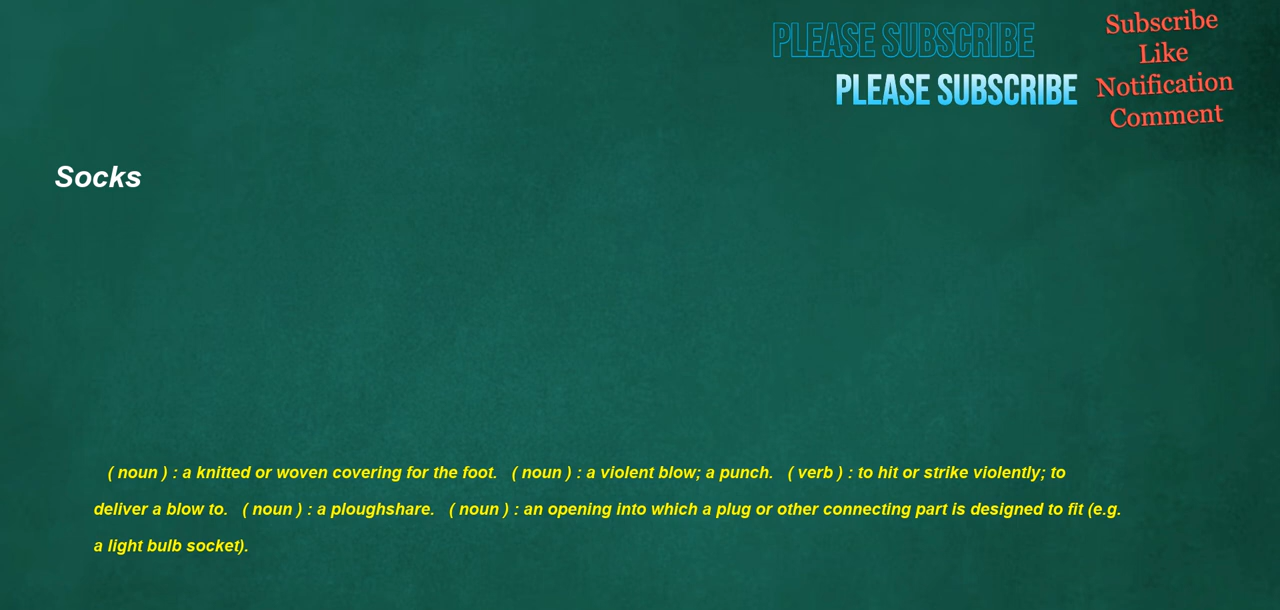 PLEASE SUBSCRIBE
PLEASE SUBSCRIBE
Subscribe
Like
Notification
Comment
Socks
( noun ) : a knitted or woven covering for the foot. ( noun ) : a violent blow; a punch. ( verb ) : to hit or strike violently; to
deliver a blow to. ( noun ) : a ploughshare. ( noun ) : an opening into which a plug or other connecting part is designed to fit (e.g.
a light bulb socket).